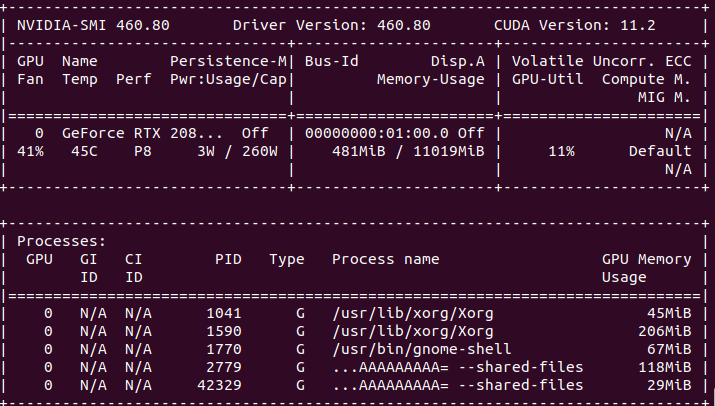 NVIDIA-SMI 460.80 Driver Version: 460.80 CUDA Version: 11.2
GPU Name Persistence-M| Bus-Id Disp.A | Volatile Uncorr. ECC
Fan Temp Perf Pwr:Usage/Cap| Memory-Usage | GPU-Util Compute M.
MIG M.
0 GeForce RTX 208... Off | 00000000:01:00.0 Off | N/A
41% 45C P8 3W / 260W | 481MiB / 11019MiB | 11% Default
N/A
Processes:
GPU GI CI PID Type Process name GPU Memory
ID ID Usage
0 N/A N/A 1041 G /usr/lib/xorg/Xorg 45MiB
0 N/A N/A 1590 G /usr/lib/xorg/Xorg 206MiB
0 N/A N/A 1770 G /usr/bin/gnome-shell 67MiB
0 N/A N/A 2779 G ...AAAAAAAAA= --shared-files 118MiB
0 N/A N/A 42329 G ...AAAAAAAAA= --shared-files 29MiB